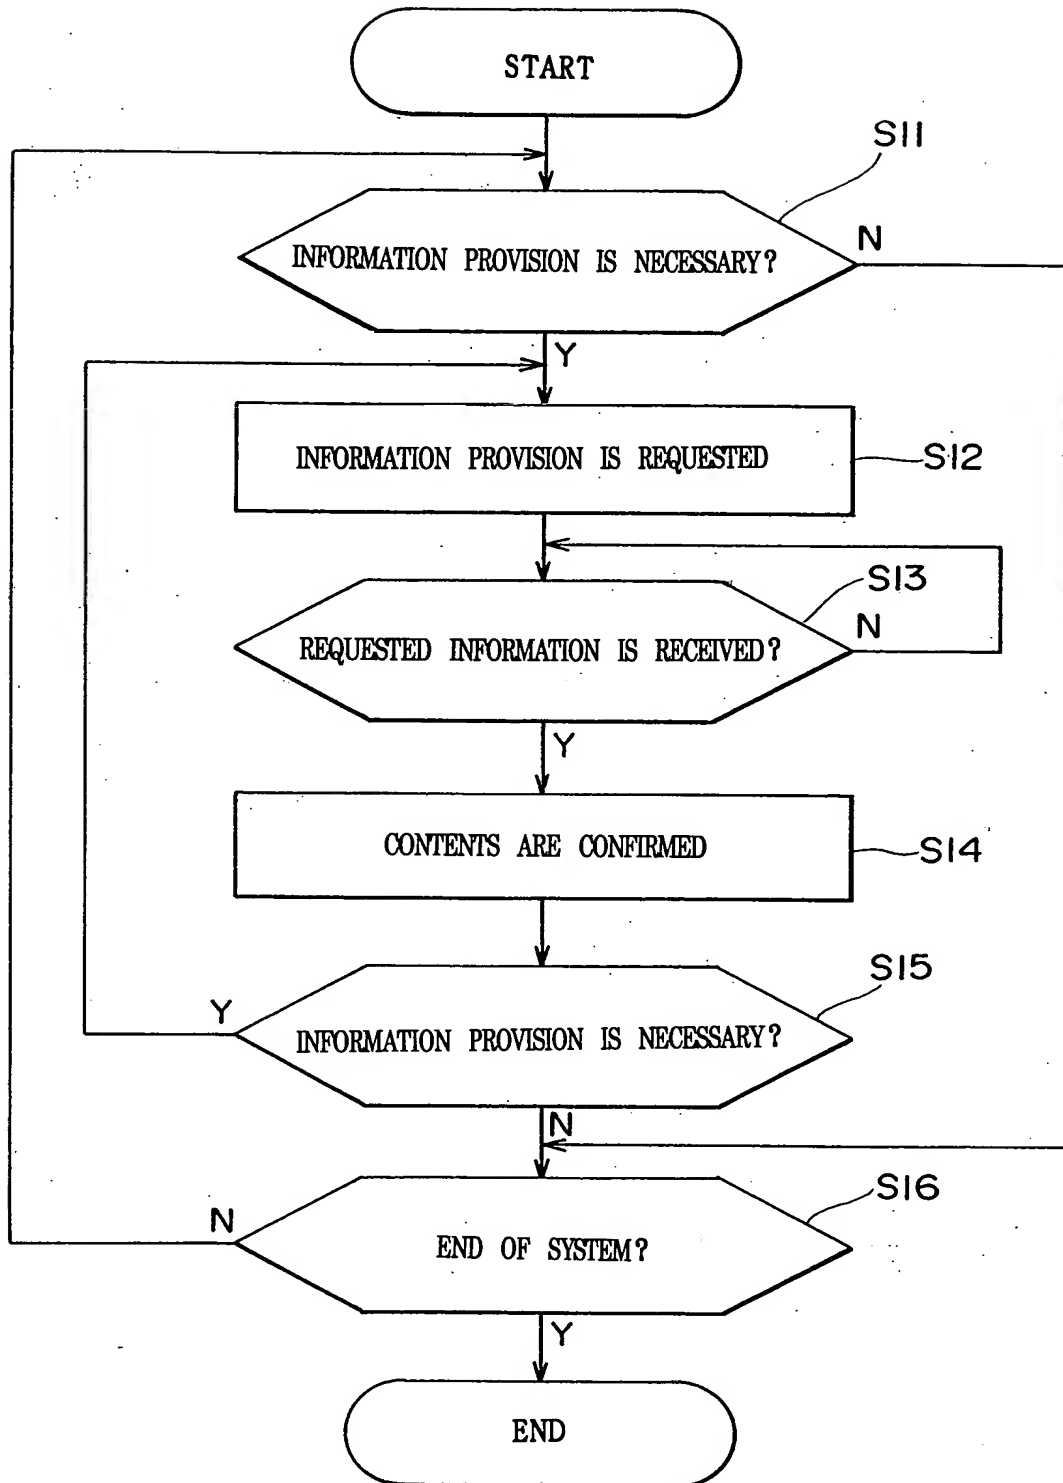 START
S11
INFORMATION PROVISION IS NECESSARY?
N
Y
INFORMATION PROVISION IS REQUESTED
S12
S13
REQUESTED INFORMATION IS RECEIVED?
N
Y
CONTENTS ARE CONFIRMED
S14
S15
Y
INFORMATION PROVISION IS NECESSARY?
N
S16
N
END OF SYSTEM?
Y
END